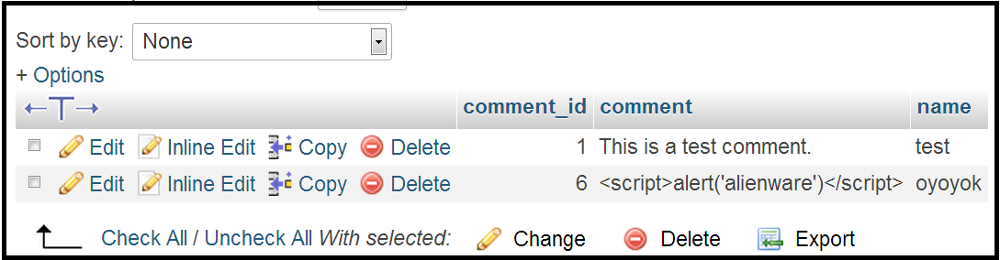 Sort by key: None
+ Options
comment_id comment name
Edit Inline Edit Copy Delete 1 This is a test comment. test
Edit Inline Edit Copy Delete 6 <script>alert('alienware')</script> oyoyok
Check All / Uncheck All With selected: Change Delete Export